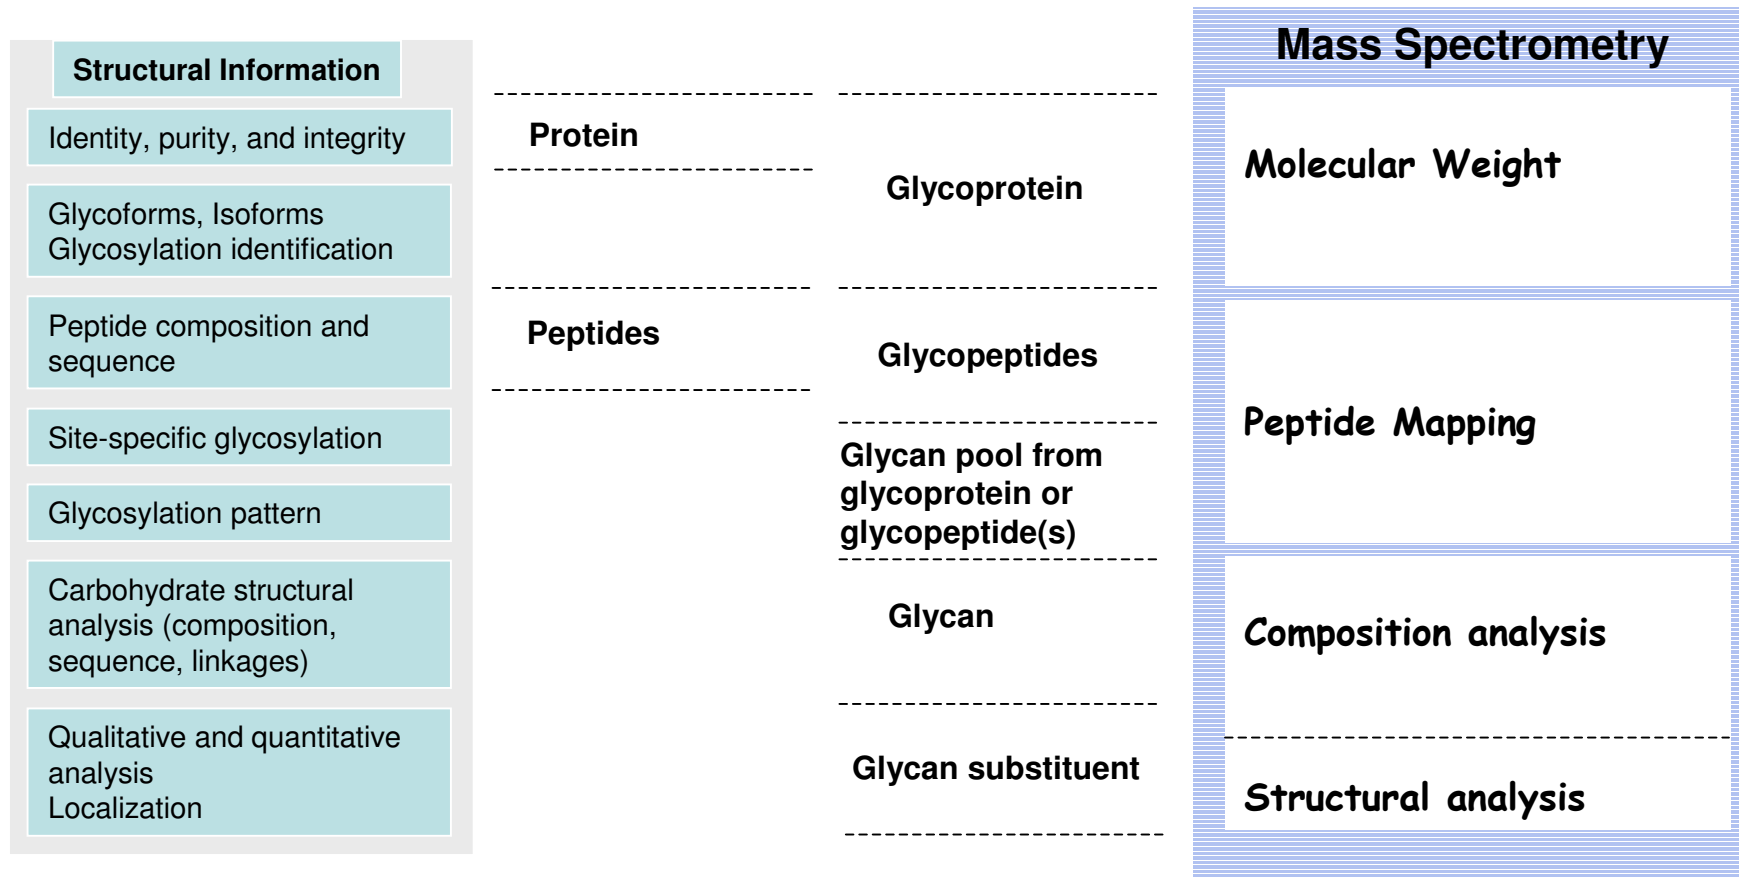 Structural Information
Identity, purity, and integrity
Glycoforms, Isoforms
Glycosylation identification
Peptide composition and
sequence
Site-specific glycosylation
Glycosylation pattern
Carbohydrate structural
analysis (composition,
sequence, linkages)
Qualitative and quantitative
analysis
Localization
Protein
Peptides
Glycoprotein
Glycopeptides
Glycan pool from
glycoprotein or
glycopeptide(s)
Glycan
Glycan substituent
Mass Spectrometry
Molecular Weight
Peptide Mapping
Composition analysis
Structural analysis